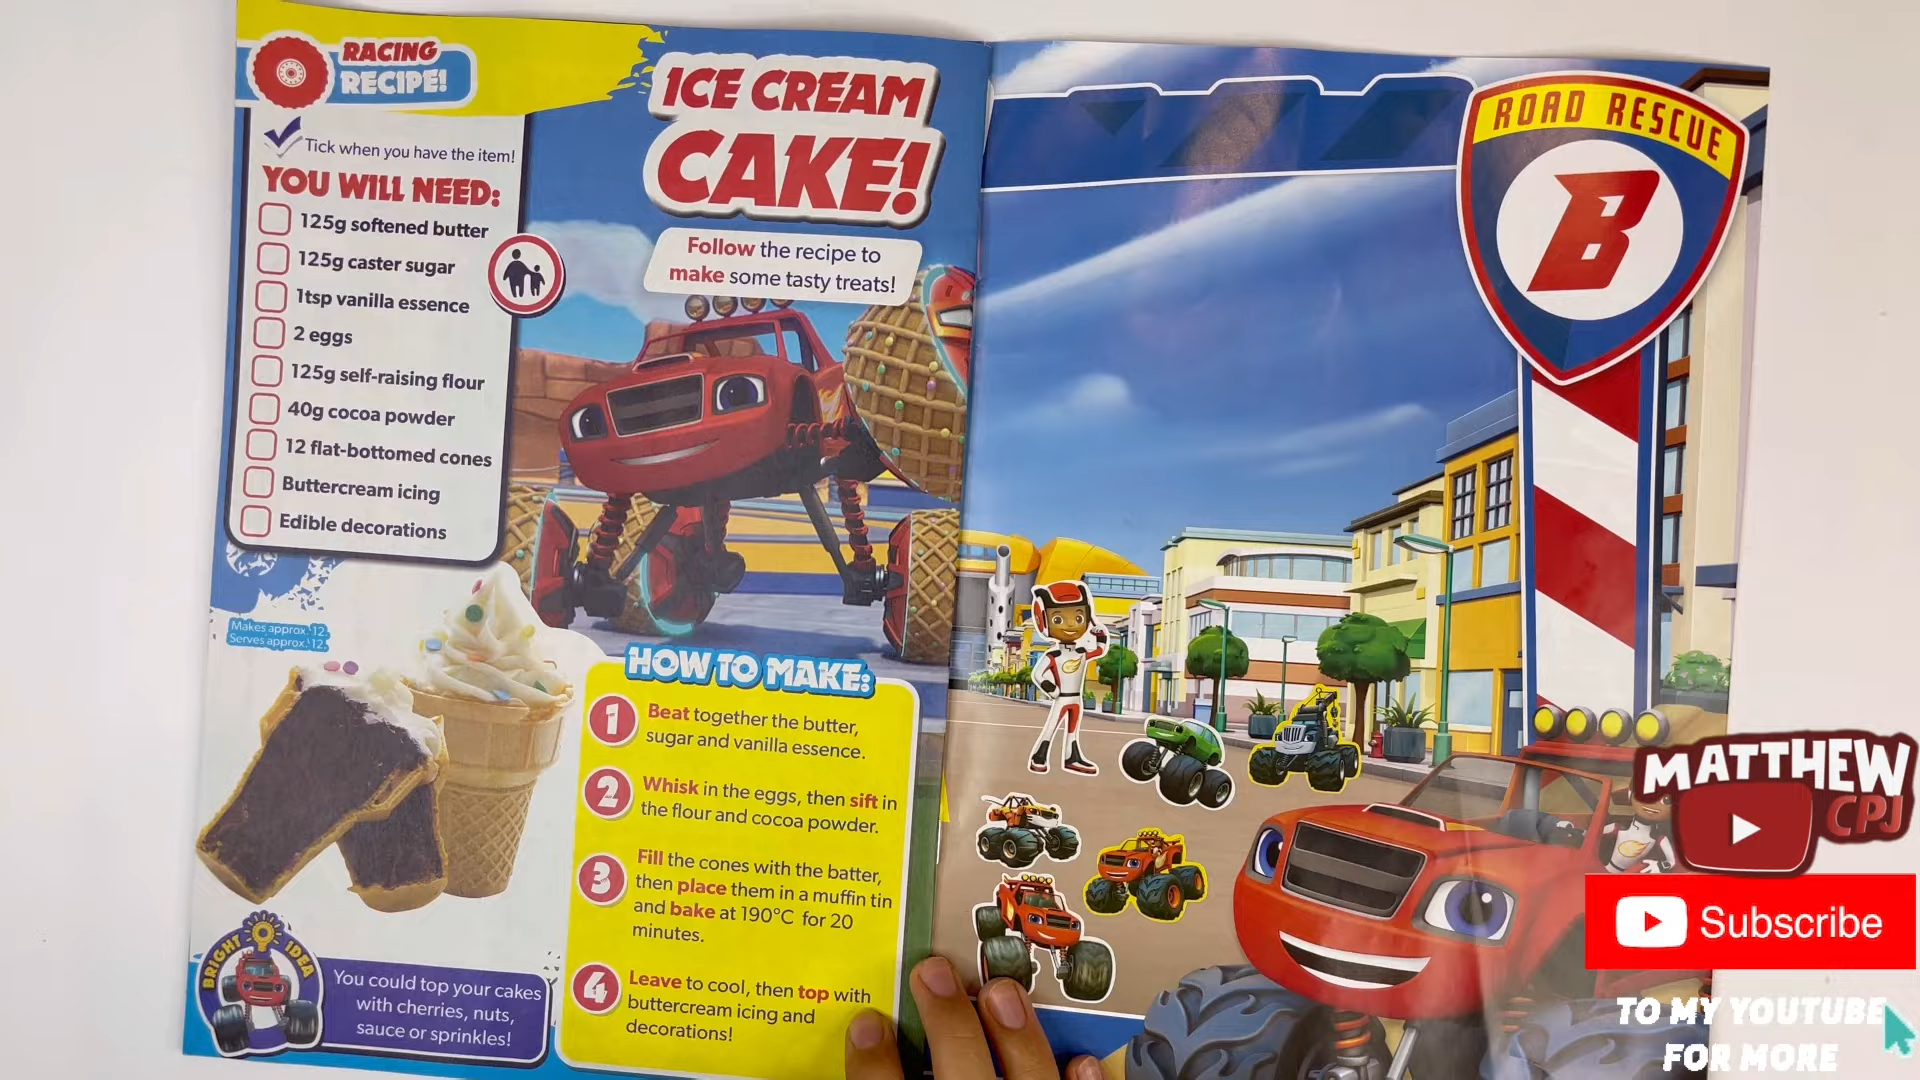 RACING
RECIPE!
Tick when you have the item!
YOU WILL NEED:
125g softened butter
125g caster sugar
1tsp vanilla essence
2 eggs
125g self-raising flour
40g cocoa powder
12 flat-bottomed cones
Buttercream icing
Edible decorations
ICE CREAM
CAKE!
Follow the recipe to
make some tasty treats!
Makes approx. 12.
Serves approx. 12.
HOW TO MAKE:
1 Beat together the butter,
sugar and vanilla essence.
2 Whisk in the eggs, then sift in
the flour and cocoa powder.
3 Fill the cones with the batter,
then place them in a muffin tin
and bake at 190°C for 20
minutes.
4 Leave to cool, then top with
buttercream icing and
decorations!
BRIGHT IDEA
You could top your cakes
with cherries, nuts,
sauce or sprinkles!
ROAD RESCUE
B
MATTHEW
CPJ
Subscribe
TO MY YOUTUBE
FOR MORE